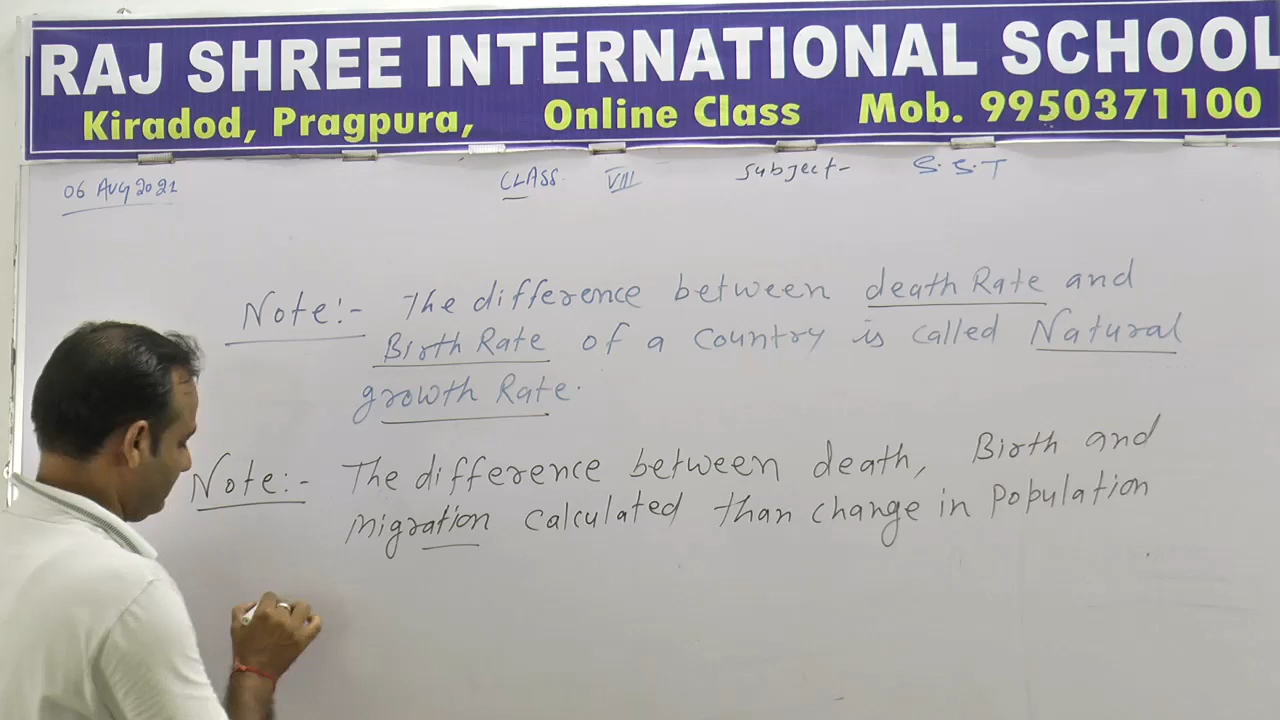 RAJ SHREE INTERNATIONAL SCHOOL
Kiradod, Pragpura, Online Class Mob. 9950371100
06 Aug 2021 CLASS VIII Subject- S.S.T
Note:- The difference between death Rate and
Birth Rate of a Country is called Natural
growth Rate.
Note:- The difference between death, Birth and
migration calculated than change in population